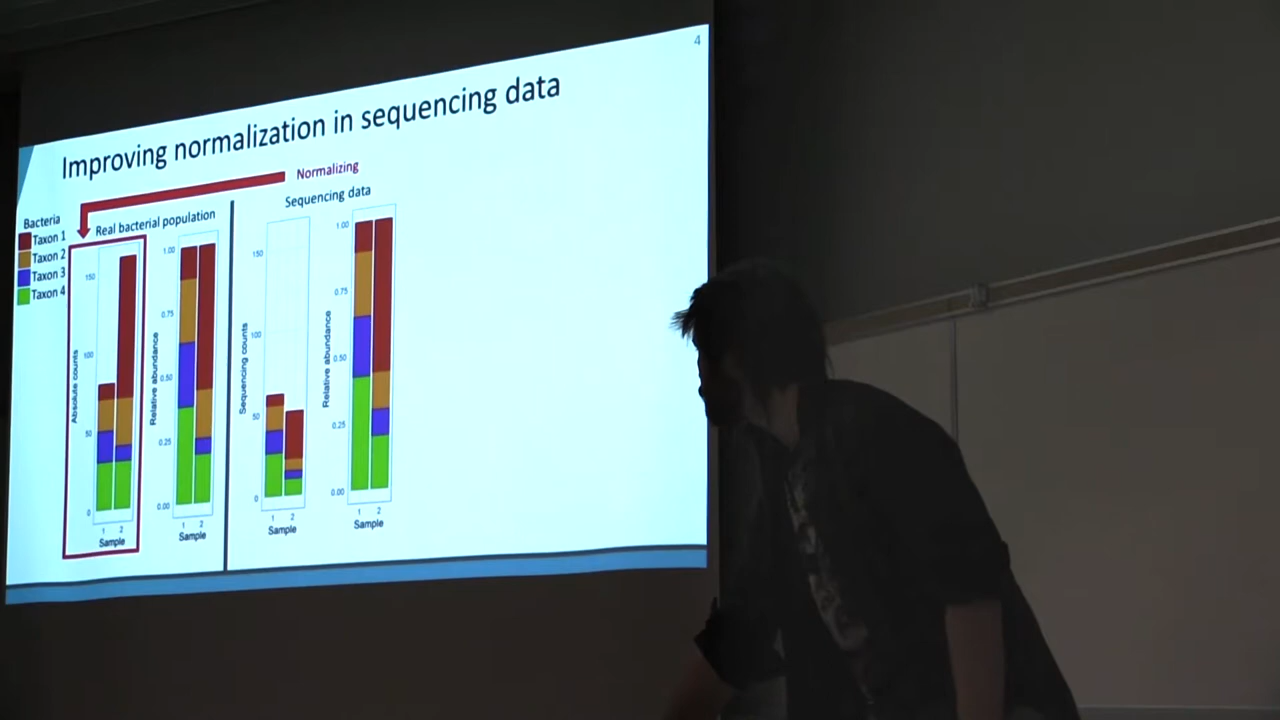 4
Improving normalization in sequencing data
Normalizing
Bacteria
Taxon 1
Taxon 2
Taxon 3
Taxon 4
Real bacterial population
150
100
50
0
Absolute counts
1 2
Sample
1.00
0.75
0.50
0.25
0.00
Relative abundance
1 2
Sample
Sequencing data
150
100
50
0
Sequencing counts
1 2
Sample
1.00
0.75
0.50
0.25
0.00
Relative abundance
1 2
Sample